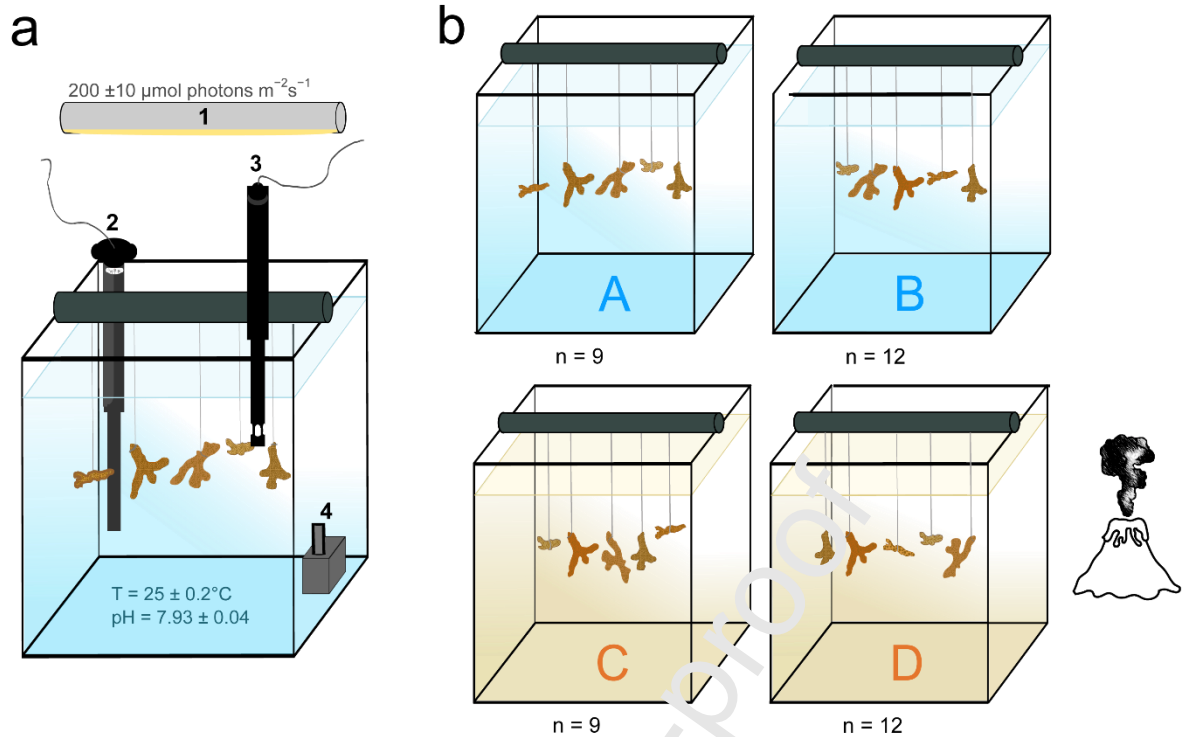 a
200 ±10 µmol photons m⁻²s⁻¹
1
3
2
4
T = 25 ± 0.2°C
pH = 7.93 ± 0.04
b
A
B
n = 9
n = 12
C
D
n = 9
n = 12
rproof